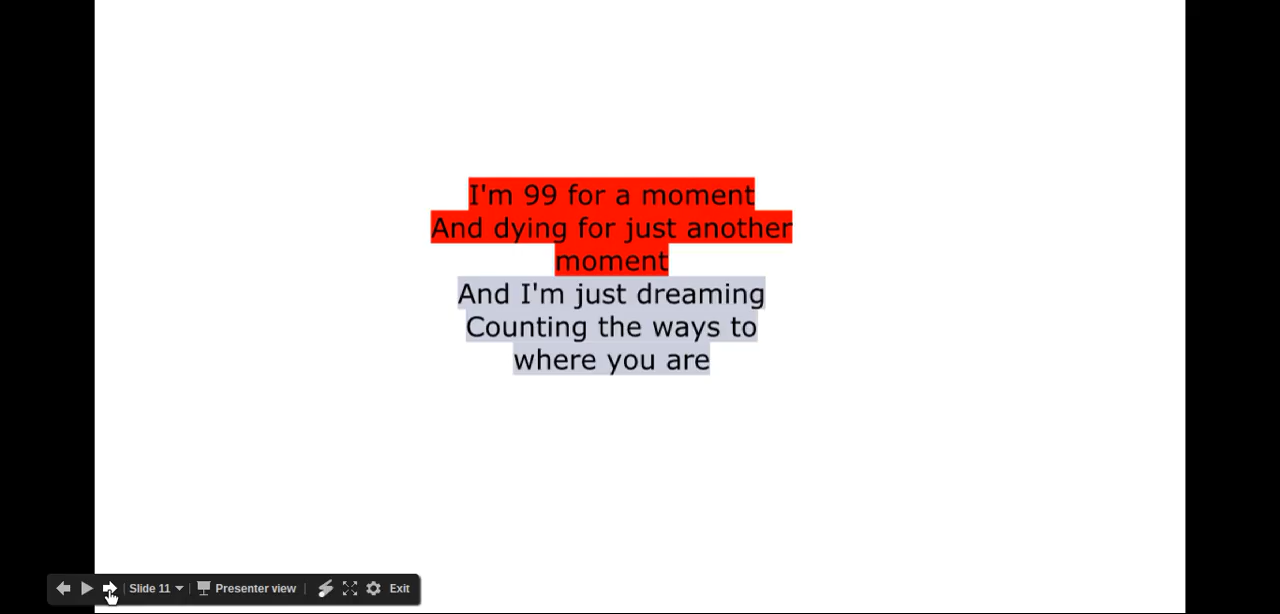 I'm 99 for a moment
And dying for just another
moment
And I'm just dreaming
Counting the ways to
where you are
Slide 11
Presenter view
Exit